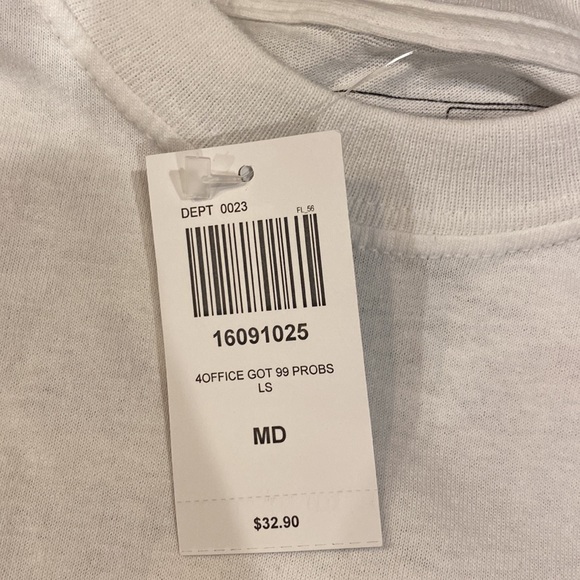 DEPT 0023
FL_56
16091025
4OFFICE GOT 99 PROBS
LS
MD
$32.90